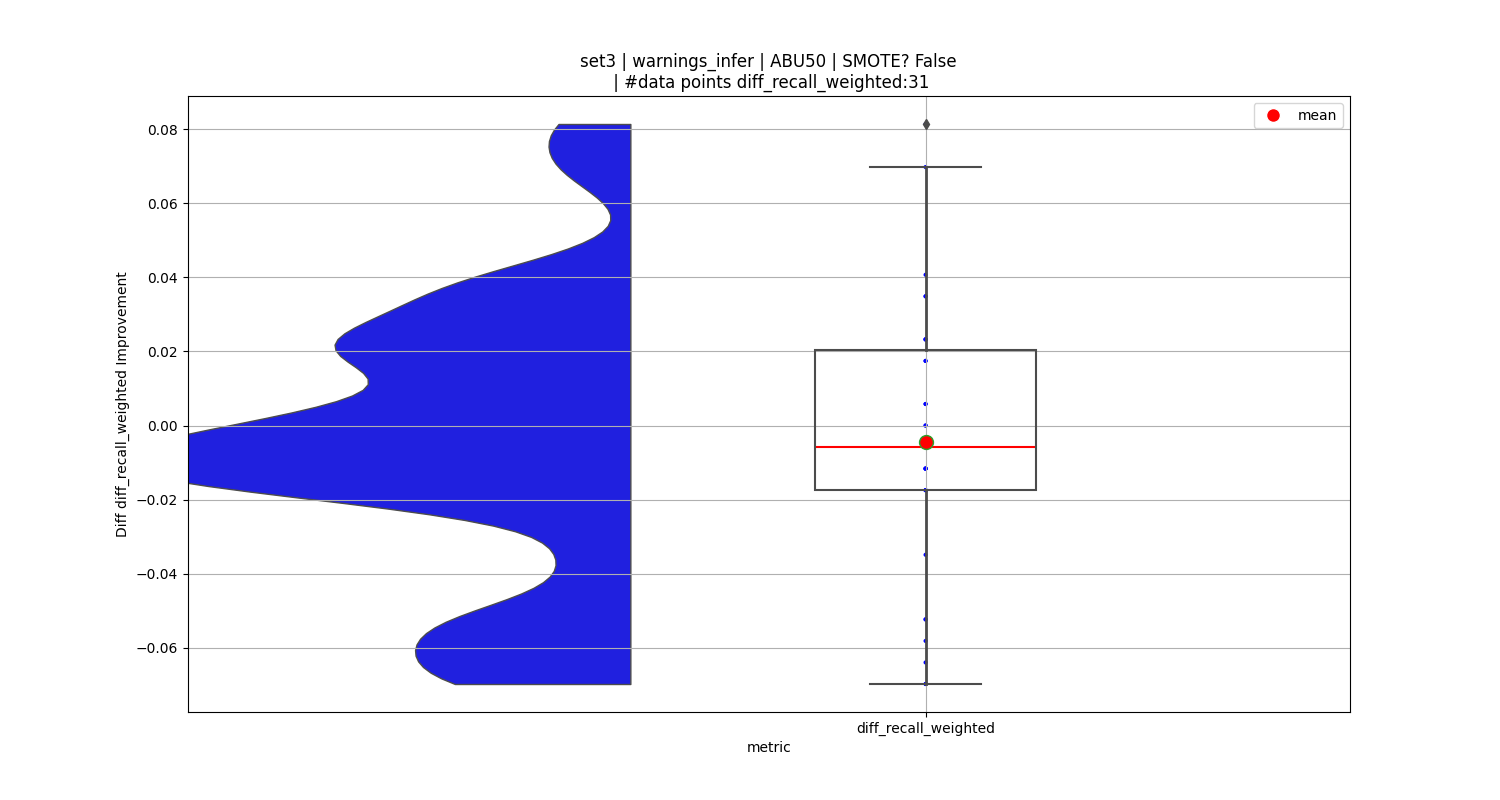 set3 | warnings_infer | ABU50 | SMOTE? False
| #data points diff_recall_weighted:31
mean
0.08
0.06
0.04
0.02
0.00
−0.02
−0.04
−0.06
Diff diff_recall_weighted Improvement
diff_recall_weighted
metric